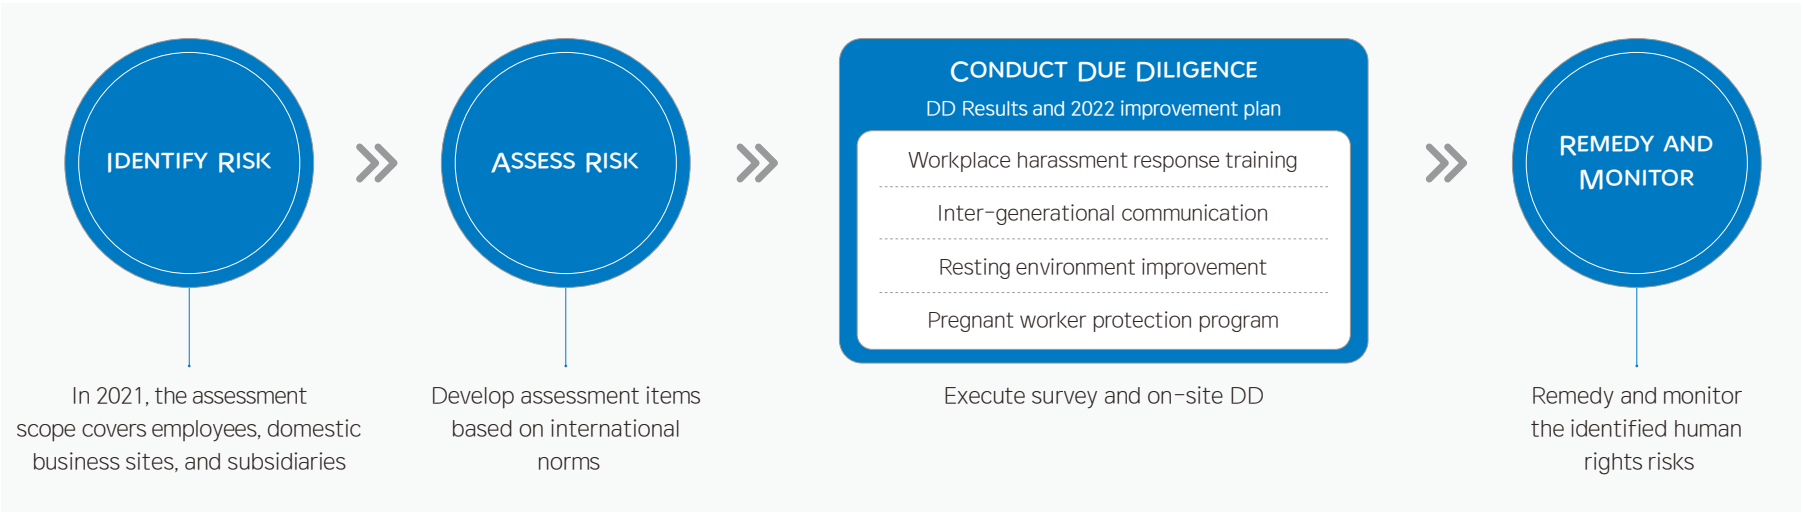 IDENTIFY RISK
In 2021, the assessment
scope covers employees, domestic
business sites, and subsidiaries
ASSESS RISK
Develop assessment items
based on international
norms
CONDUCT DUE DILIGENCE
DD Results and 2022 improvement plan
Workplace harassment response training
Inter-generational communication
Resting environment improvement
Pregnant worker protection program
Execute survey and on-site DD
REMEDY AND
MONITOR
Remedy and monitor
the identified human
rights risks